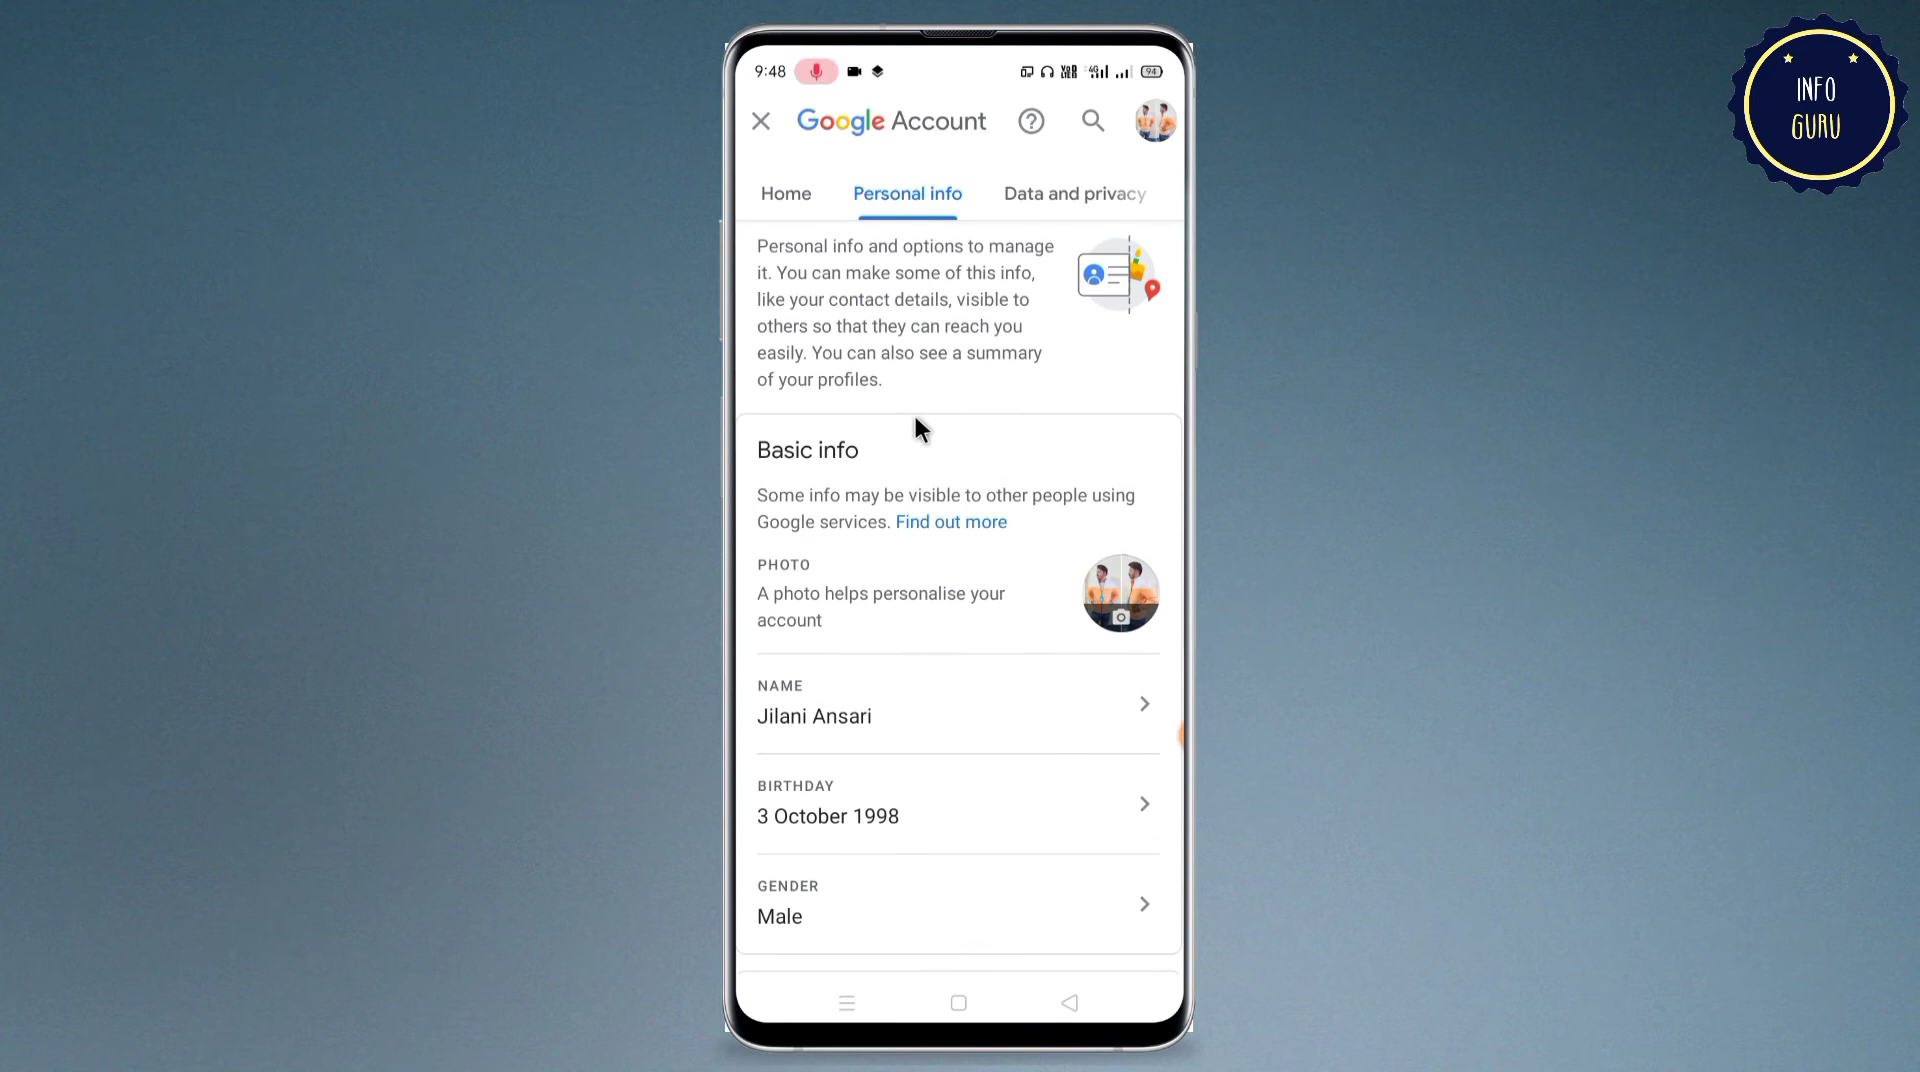 9:48
VoD LTE2
4G
94
INFO
GURU
Google Account
Home
Personal info
Data and privacy
Personal info and options to manage
it. You can make some of this info,
like your contact details, visible to
others so that they can reach you
easily. You can also see a summary
of your profiles.
Basic info
Some info may be visible to other people using
Google services. Find out more
PHOTO
A photo helps personalise your
account
NAME
Jilani Ansari
BIRTHDAY
3 October 1998
GENDER
Male